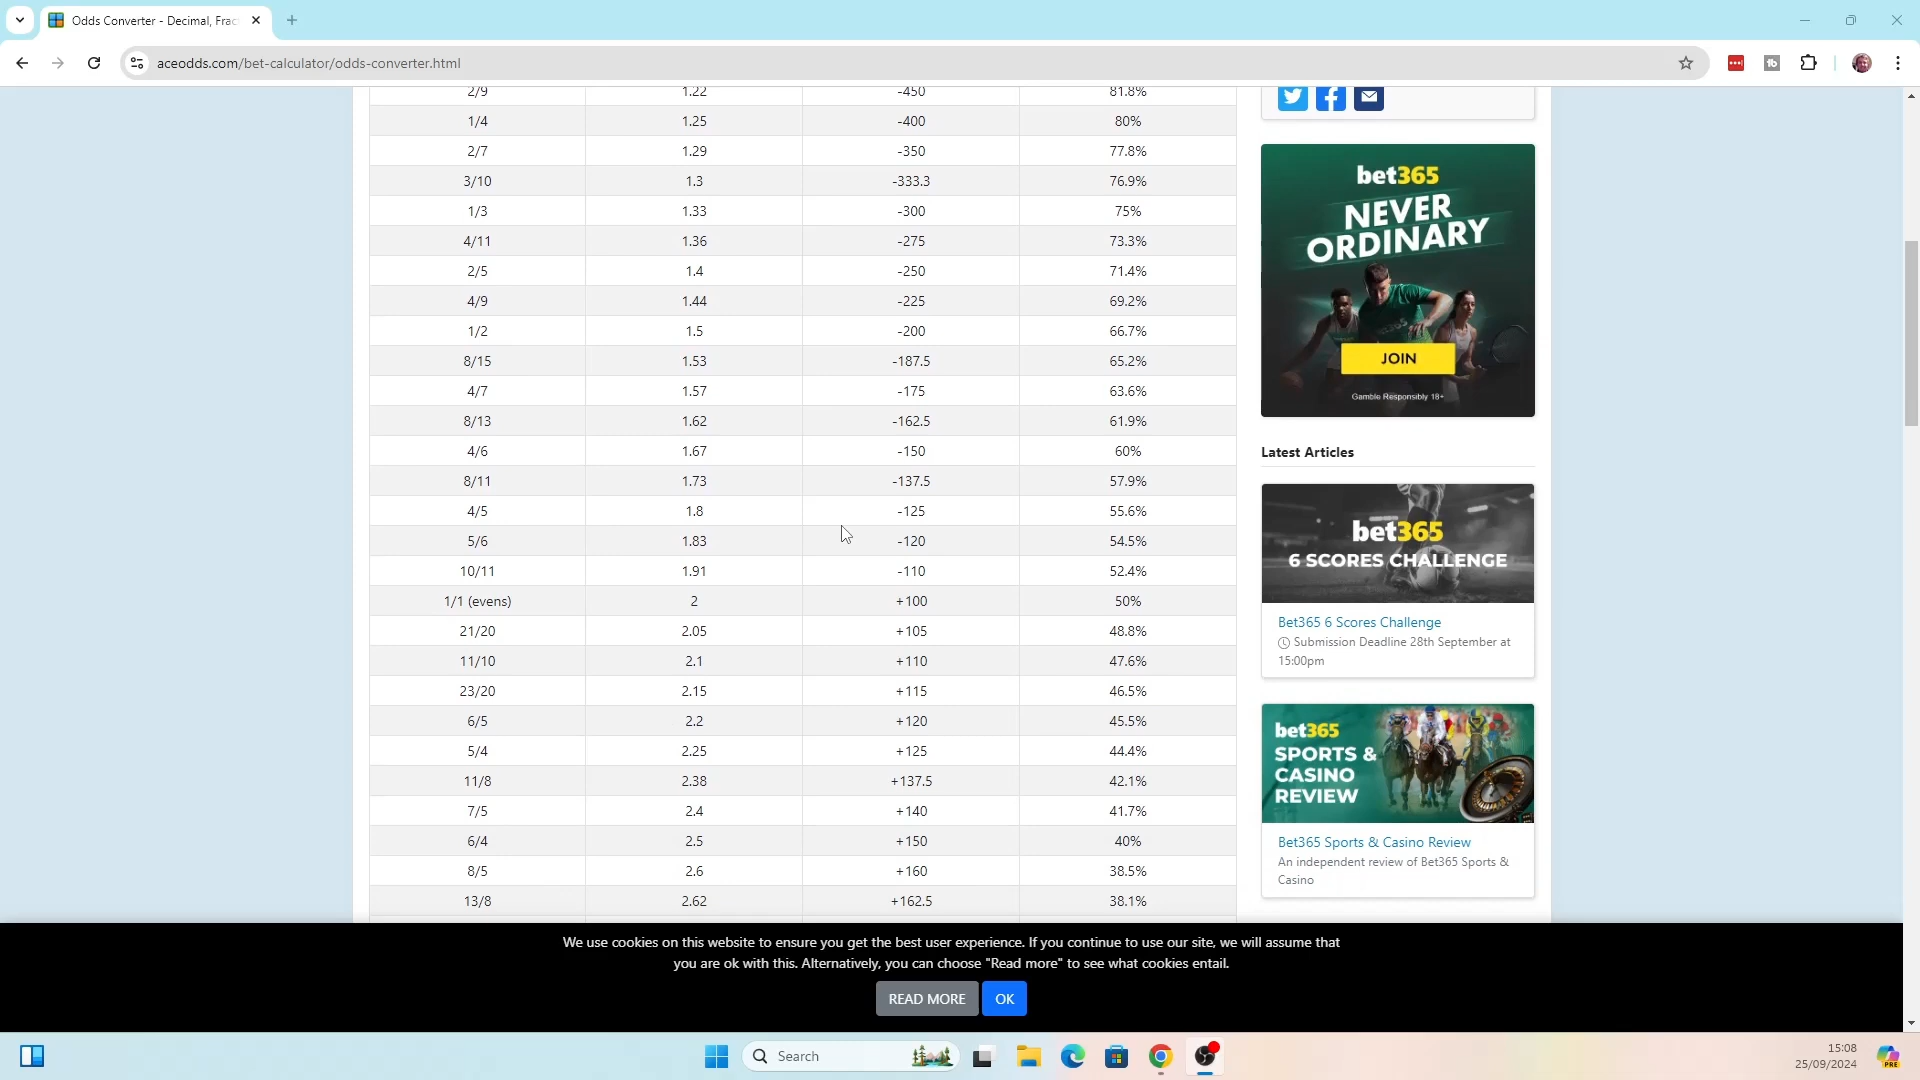 Odds Converter - Decimal, Frac
aceodds.com/bet-calculator/odds-converter.html
2/9 1.22 -450 81.8%
1/4 1.25 -400 80%
2/7 1.29 -350 77.8%
3/10 1.3 -333.3 76.9%
1/3 1.33 -300 75%
4/11 1.36 -275 73.3%
2/5 1.4 -250 71.4%
4/9 1.44 -225 69.2%
1/2 1.5 -200 66.7%
8/15 1.53 -187.5 65.2%
4/7 1.57 -175 63.6%
8/13 1.62 -162.5 61.9%
4/6 1.67 -150 60%
8/11 1.73 -137.5 57.9%
4/5 1.8 -125 55.6%
5/6 1.83 -120 54.5%
10/11 1.91 -110 52.4%
1/1 (evens) 2 +100 50%
21/20 2.05 +105 48.8%
11/10 2.1 +110 47.6%
23/20 2.15 +115 46.5%
6/5 2.2 +120 45.5%
5/4 2.25 +125 44.4%
11/8 2.38 +137.5 42.1%
7/5 2.4 +140 41.7%
6/4 2.5 +150 40%
8/5 2.6 +160 38.5%
13/8 2.62 +162.5 38.1%
bet365
NEVER
ORDINARY
JOIN
Gamble Responsibly 18+
Latest Articles
bet365
6 SCORES CHALLENGE
Bet365 6 Scores Challenge
Submission Deadline 28th September at
15:00pm
bet365
SPORTS &
CASINO
REVIEW
Bet365 Sports & Casino Review
An independent review of Bet365 Sports &
Casino
We use cookies on this website to ensure you get the best user experience. If you continue to use our site, we will assume that
you are ok with this. Alternatively, you can choose "Read more" to see what cookies entail.
READ MORE OK
Search
15:08
25/09/2024
PRE